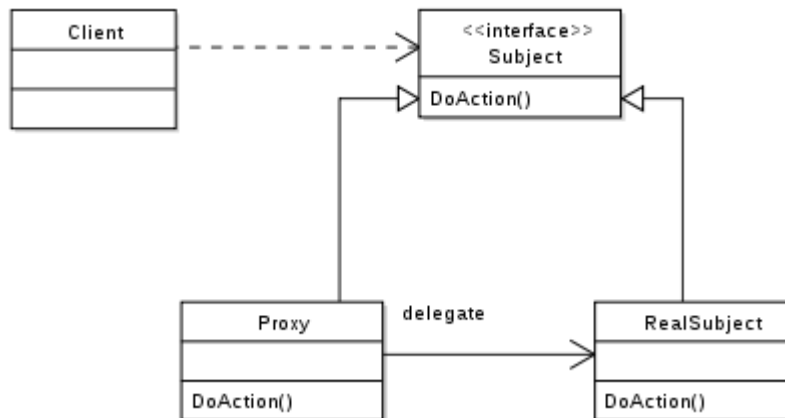 Client
<<interface>>
Subject
DoAction()
delegate
Proxy
RealSubject
DoAction()
DoAction()